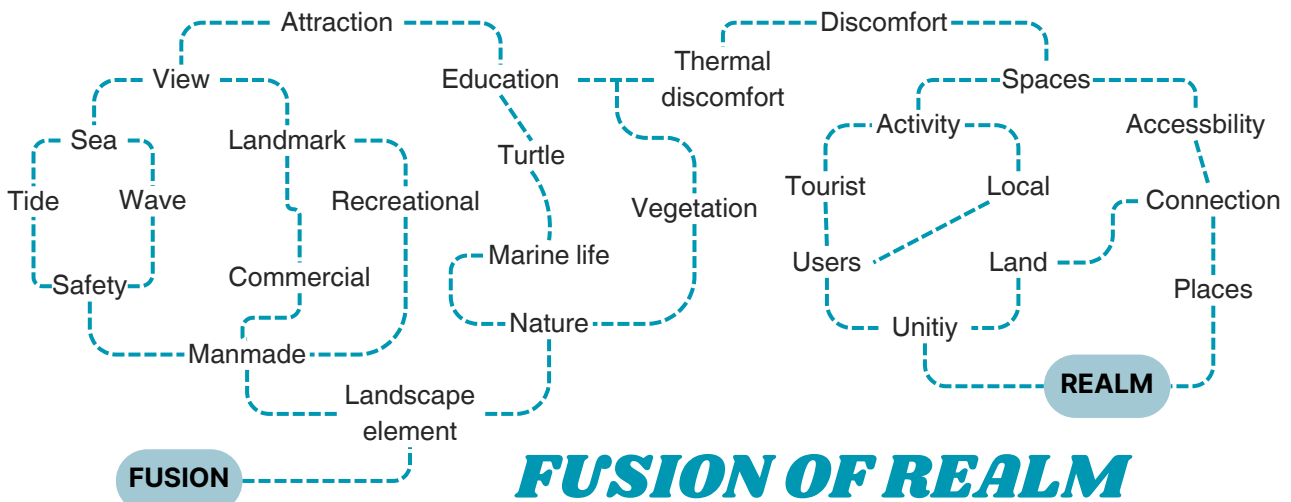 Attraction
Discomfort
View
Education
Thermal
discomfort
Spaces
Sea
Landmark
Activity
Accessbility
Turtle
Tide
Wave
Recreational
Vegetation
Tourist
Local
Connection
Marine life
Users
Land
Safety
Commercial
Places
Nature
Unitiy
Manmade
Landscape
element
REALM
FUSION
FUSION OF REALM